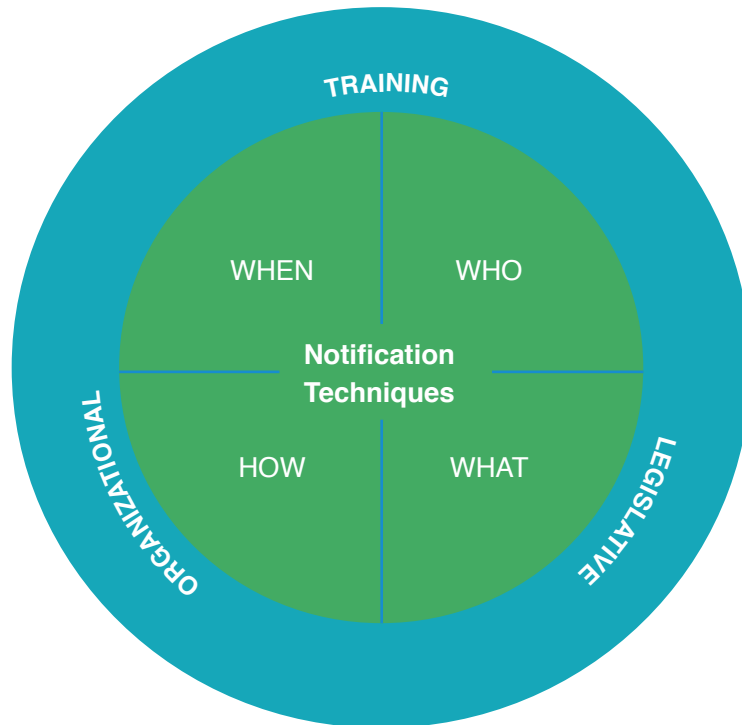 TRAINING
WHEN
WHO
Notification
Techniques
HOW
WHAT
ORGANIZATIONAL
LEGISLATIVE